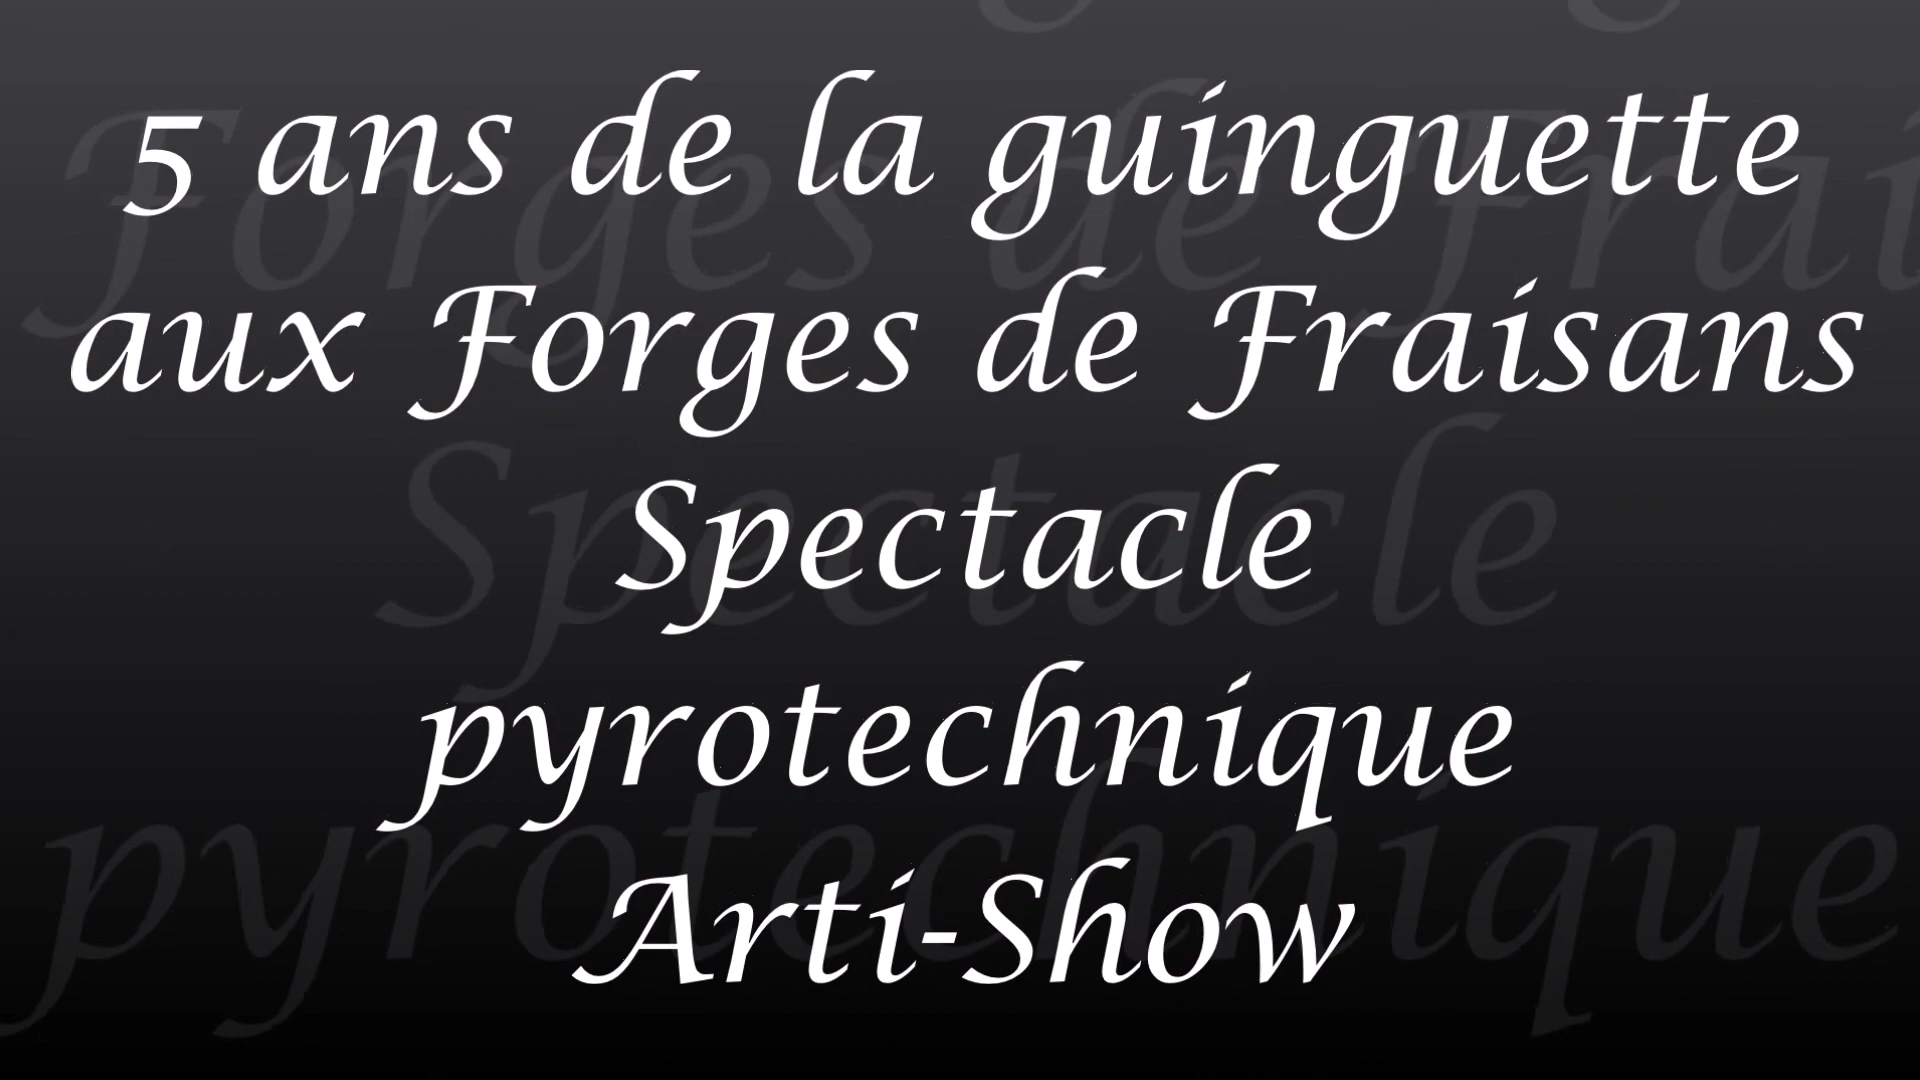 5 ans de la guinguette
aux Forges de Fraisans
Spectacle
pyrotechnique
Arti-Show